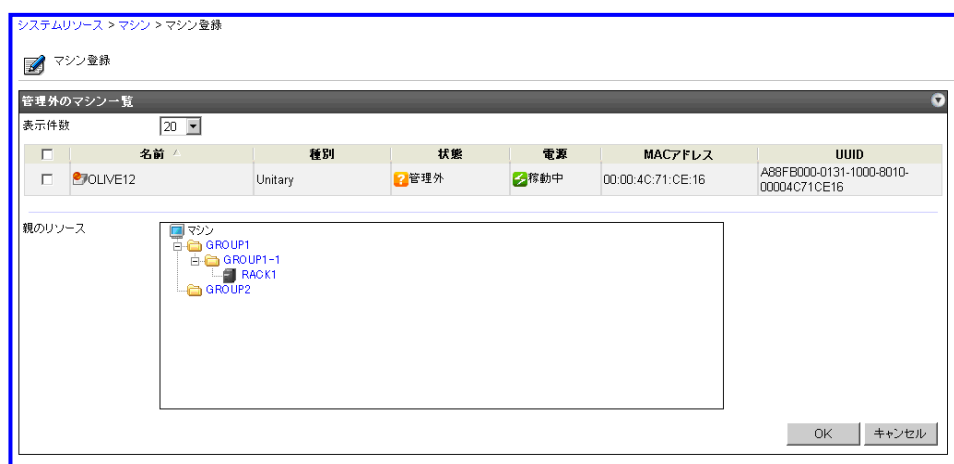 システムリソース > マシン > マシン登録
マシン登録
管理外のマシン一覧
表示件数 20
名前 種別 状態 電源 MACアドレス UUID
OLIVE12 Unitary 管理外 稼動中 00:00:4C:71:CE:16 A88FB000-0131-1000-8010-
00004C71CE16
親のリソース マシン
GROUP1
GROUP1-1
RACK1
GROUP2
OK キャンセル